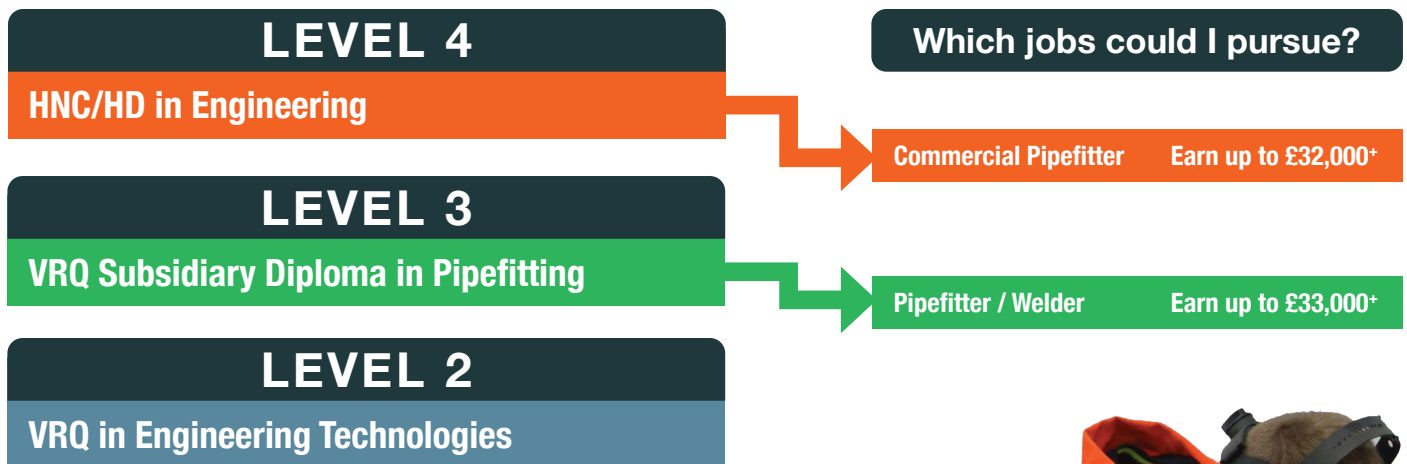 LEVEL 4
HNC/HD in Engineering
LEVEL 3
VRQ Subsidiary Diploma in Pipefitting
LEVEL 2
VRQ in Engineering Technologies
Which jobs could I pursue?
Commercial Pipefitter Earn up to £32,000+
Pipefitter / Welder Earn up to £33,000+